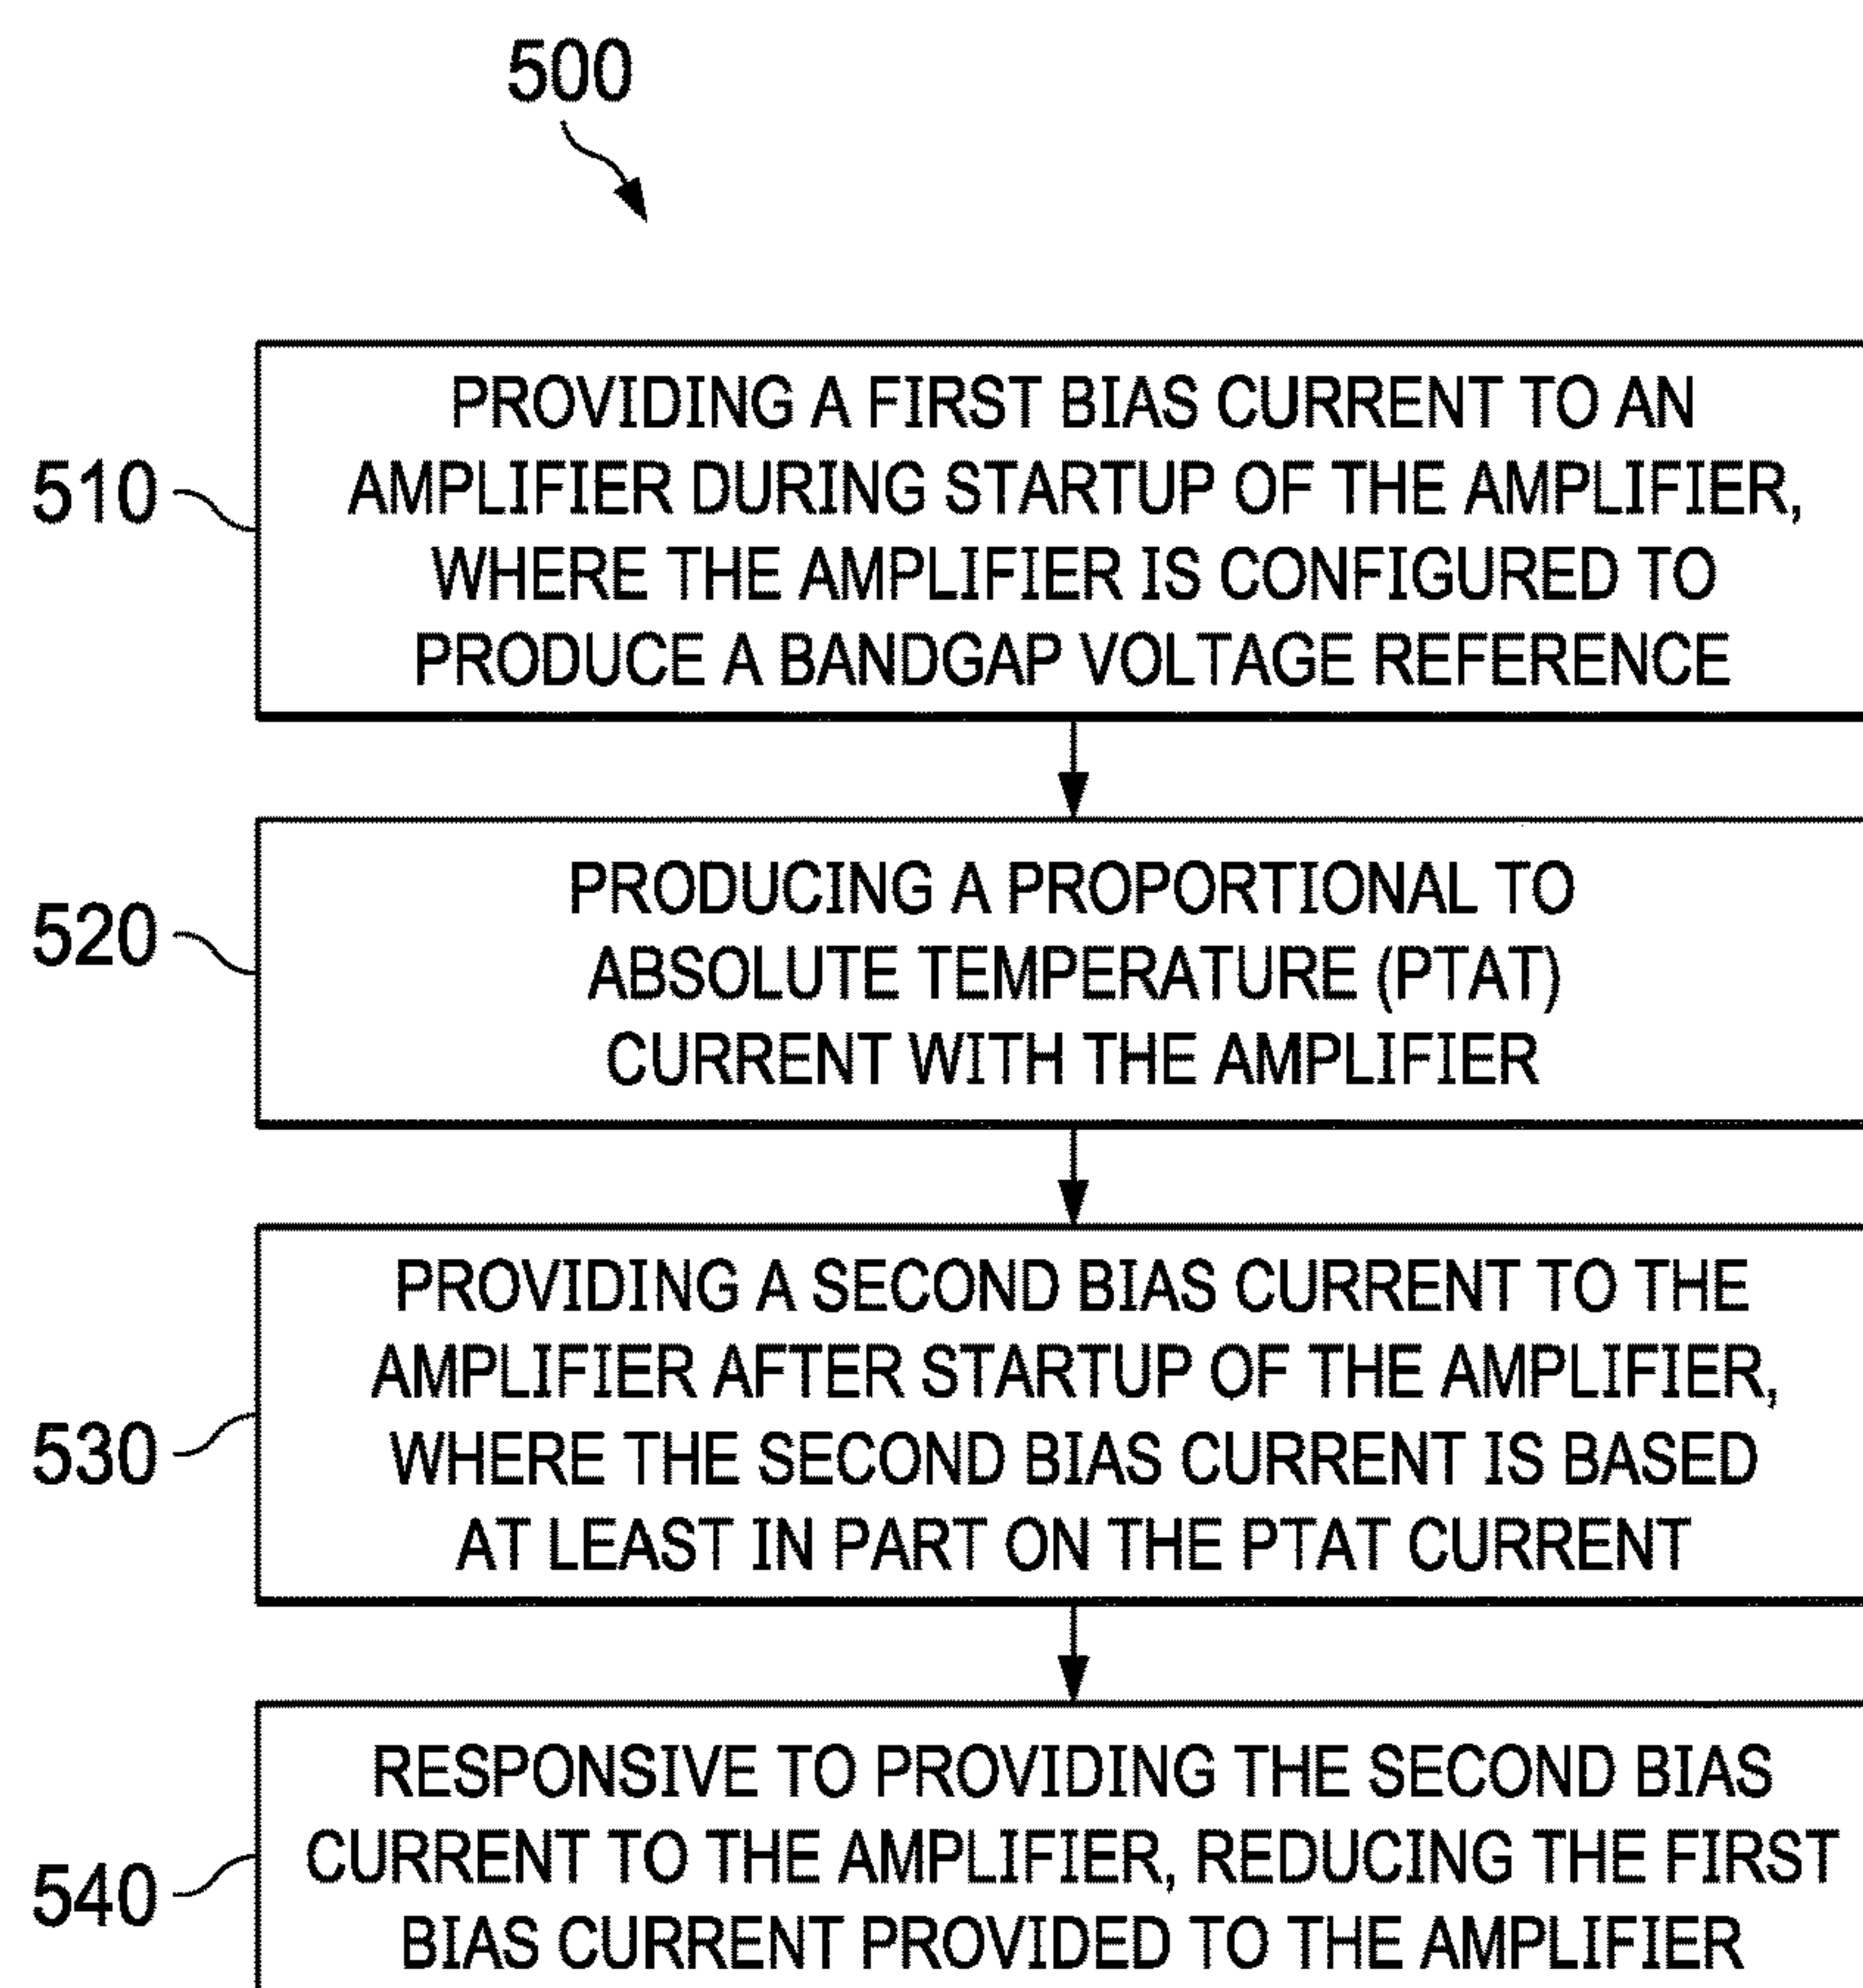 500
510
PROVIDING A FIRST BIAS CURRENT TO AN
AMPLIFIER DURING STARTUP OF THE AMPLIFIER,
WHERE THE AMPLIFIER IS CONFIGURED TO
PRODUCE A BANDGAP VOLTAGE REFERENCE
520
PRODUCING A PROPORTIONAL TO
ABSOLUTE TEMPERATURE (PTAT)
CURRENT WITH THE AMPLIFIER
530
PROVIDING A SECOND BIAS CURRENT TO THE
AMPLIFIER AFTER STARTUP OF THE AMPLIFIER,
WHERE THE SECOND BIAS CURRENT IS BASED
AT LEAST IN PART ON THE PTAT CURRENT
540
RESPONSIVE TO PROVIDING THE SECOND BIAS
CURRENT TO THE AMPLIFIER, REDUCING THE FIRST
BIAS CURRENT PROVIDED TO THE AMPLIFIER